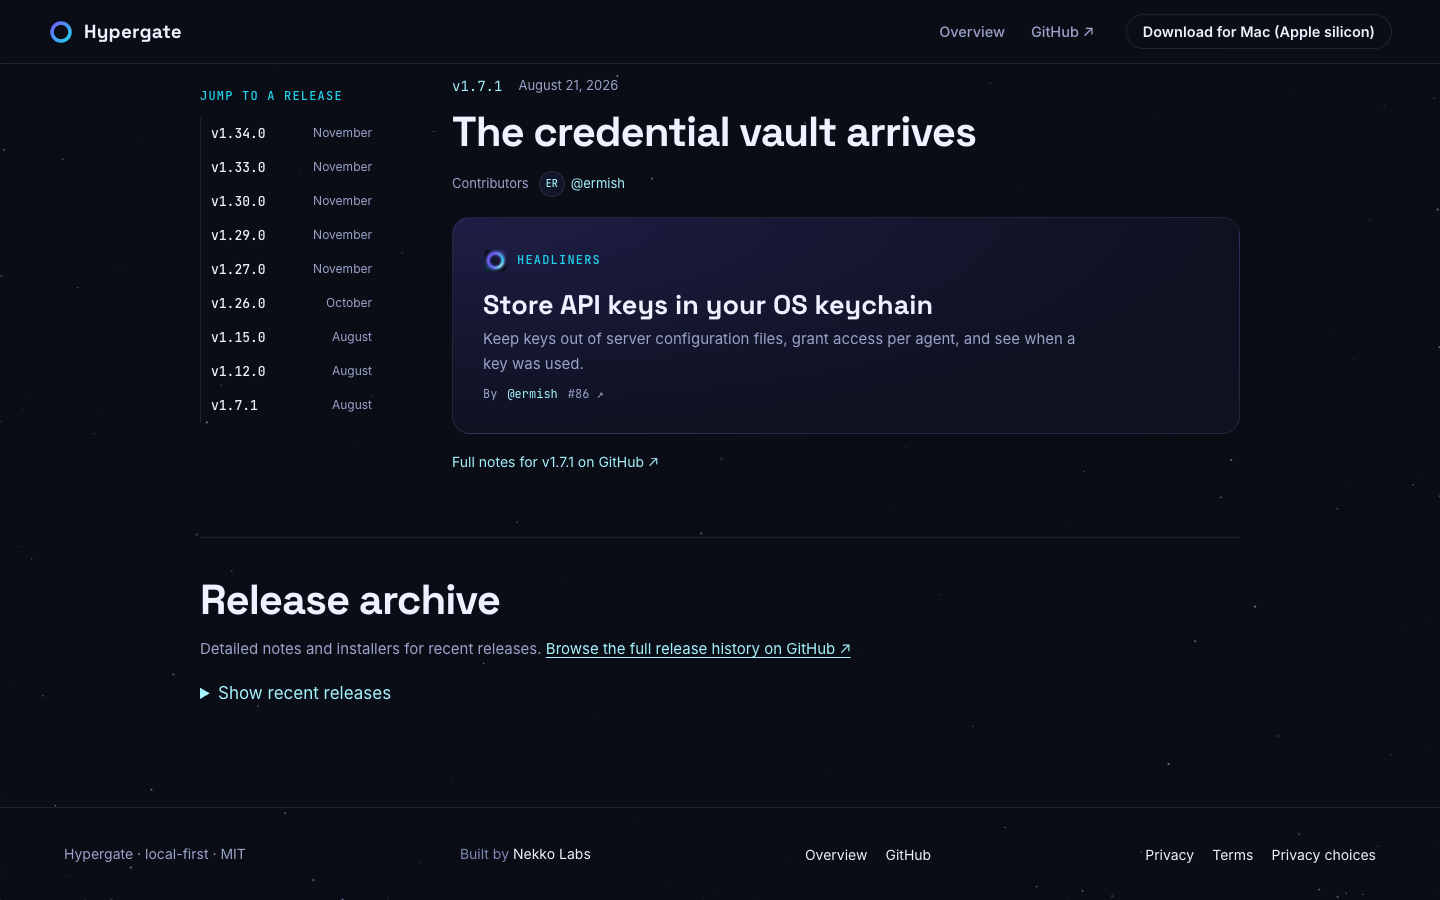 Hypergate
Overview
GitHub ↗
Download for Mac (Apple silicon)
JUMP TO A RELEASE
v1.34.0 November
v1.33.0 November
v1.30.0 November
v1.29.0 November
v1.27.0 November
v1.26.0 October
v1.15.0 August
v1.12.0 August
v1.7.1 August
v1.7.1 August 21, 2026
The credential vault arrives
Contributors ER @ermish
HEADLINERS
Store API keys in your OS keychain
Keep keys out of server configuration files, grant access per agent, and see when a
key was used.
By @ermish #86 ↗
Full notes for v1.7.1 on GitHub ↗
Release archive
Detailed notes and installers for recent releases. Browse the full release history on GitHub ↗
▶ Show recent releases
Hypergate · local-first · MIT
Built by Nekko Labs
Overview GitHub
Privacy Terms Privacy choices